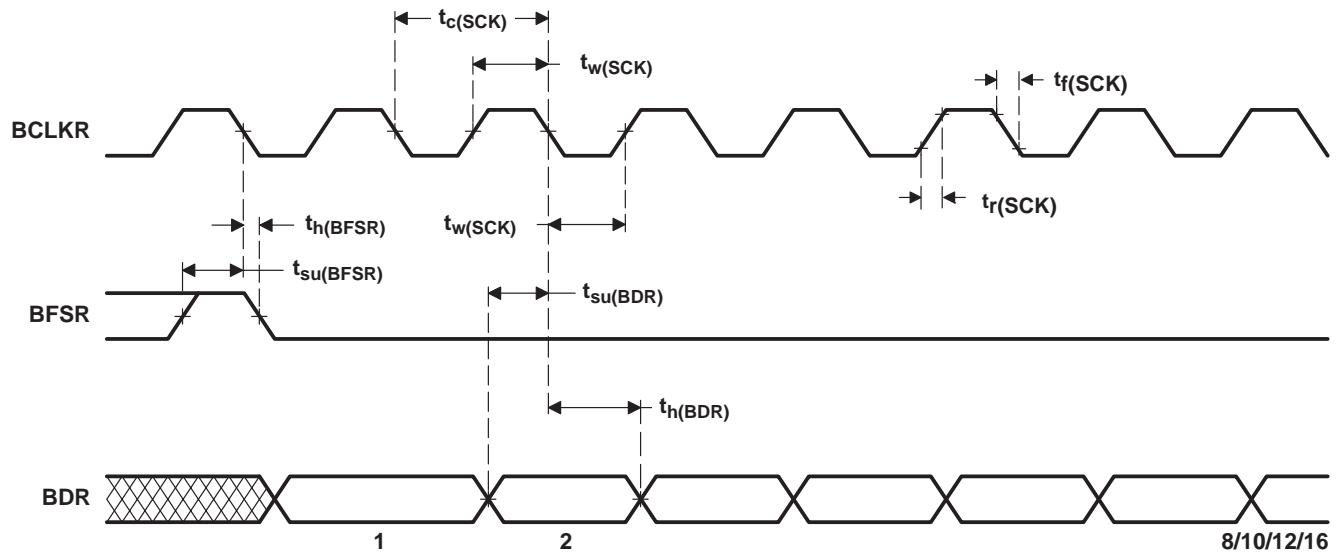 tc(SCK)
tw(SCK)
tf(SCK)
BCLKR
tr(SCK)
th(BFSR)
tw(SCK)
tsu(BFSR)
tsu(BDR)
BFSR
th(BDR)
BDR
1 2 8/10/12/16